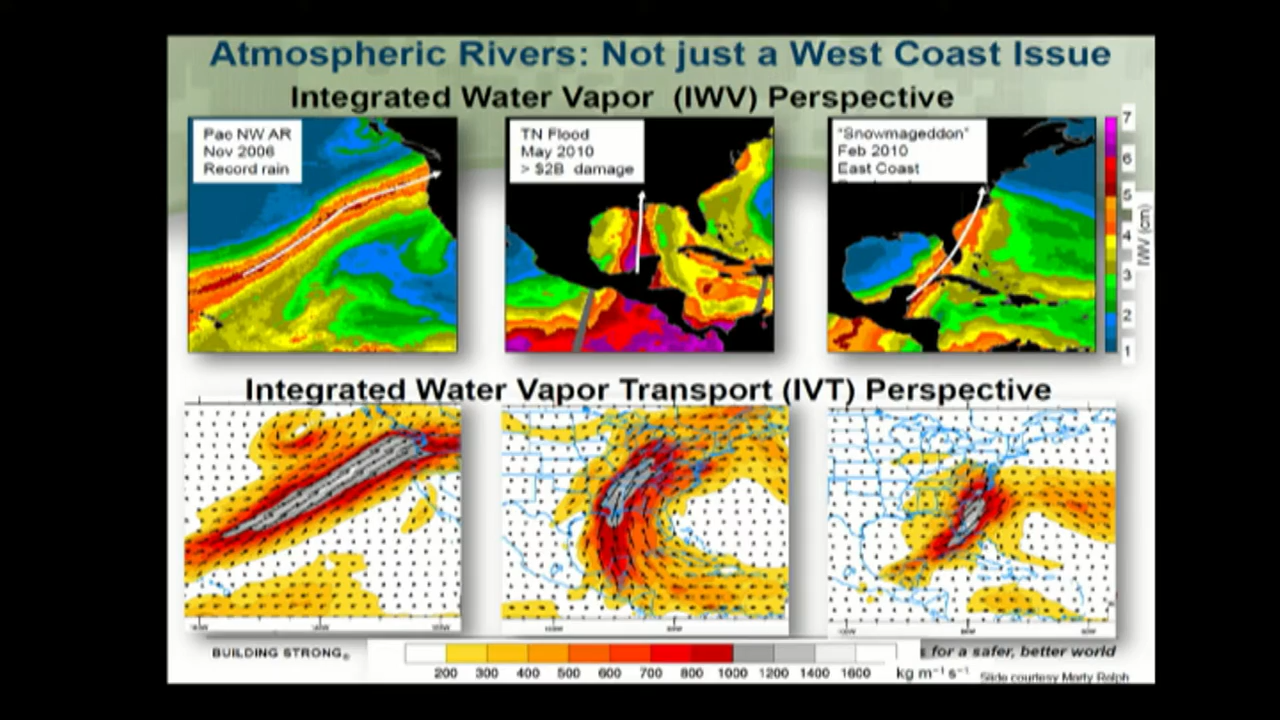 Atmospheric Rivers: Not just a West Coast Issue
Integrated Water Vapor (IWV) Perspective
Pac NW AR
Nov 2006
Record rain
TN Flood
May 2010
> $2B damage
"Snowmageddon"
Feb 2010
East Coast
7
6
5
4
3
2
1
IWV (cm)
Integrated Water Vapor Transport (IVT) Perspective
BUILDING STRONG®
for a safer, better world
200 300 400 500 600 700 800 1000 1200 1400 1600 kg m⁻¹ s⁻¹
Slide courtesy Marty Ralph